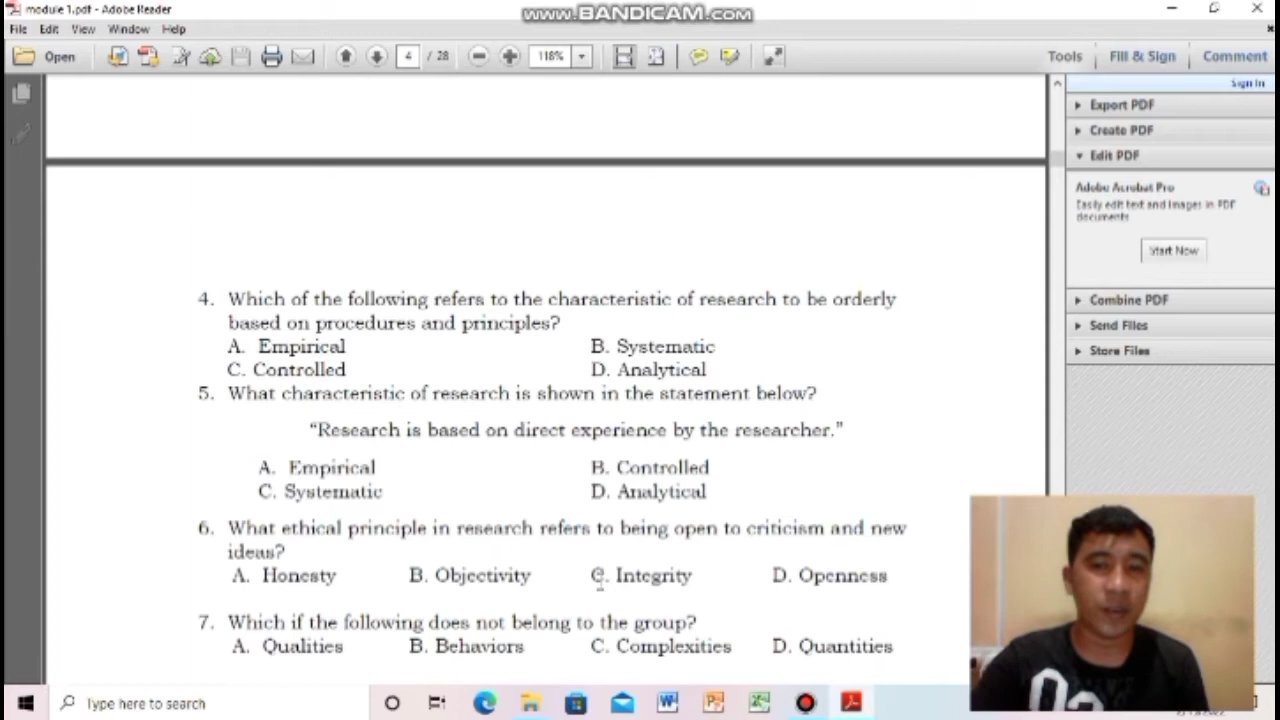 module 1.pdf - Adobe Reader
www.BANDICAM.com
File Edit View Window Help
Open
4 / 28
118%
Tools Fill & Sign Comment
Sign In
Export PDF
Create PDF
Edit PDF
Adobe Acrobat Pro
Easily edit text and images in PDF
documents
Start Now
Combine PDF
Send Files
Store Files
4. Which of the following refers to the characteristic of research to be orderly
based on procedures and principles?
A. Empirical B. Systematic
C. Controlled D. Analytical
5. What characteristic of research is shown in the statement below?
“Research is based on direct experience by the researcher.”
A. Empirical B. Controlled
C. Systematic D. Analytical
6. What ethical principle in research refers to being open to criticism and new
ideas?
A. Honesty B. Objectivity C. Integrity D. Openness
7. Which if the following does not belong to the group?
A. Qualities B. Behaviors C. Complexities D. Quantities
Type here to search